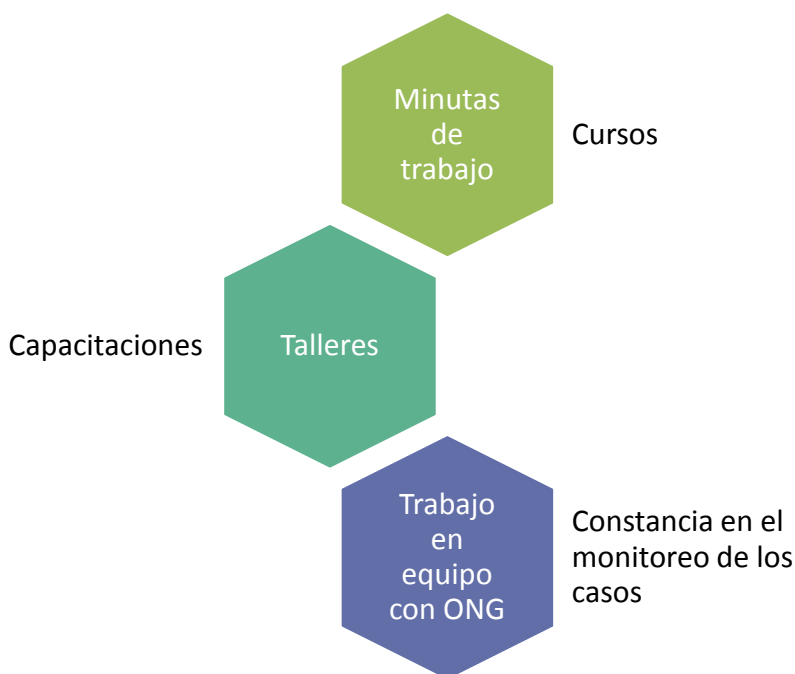 Minutas
de
trabajo
Cursos
Capacitaciones
Talleres
Trabajo
en
equipo
con ONG
Constancia en el
monitoreo de los
casos